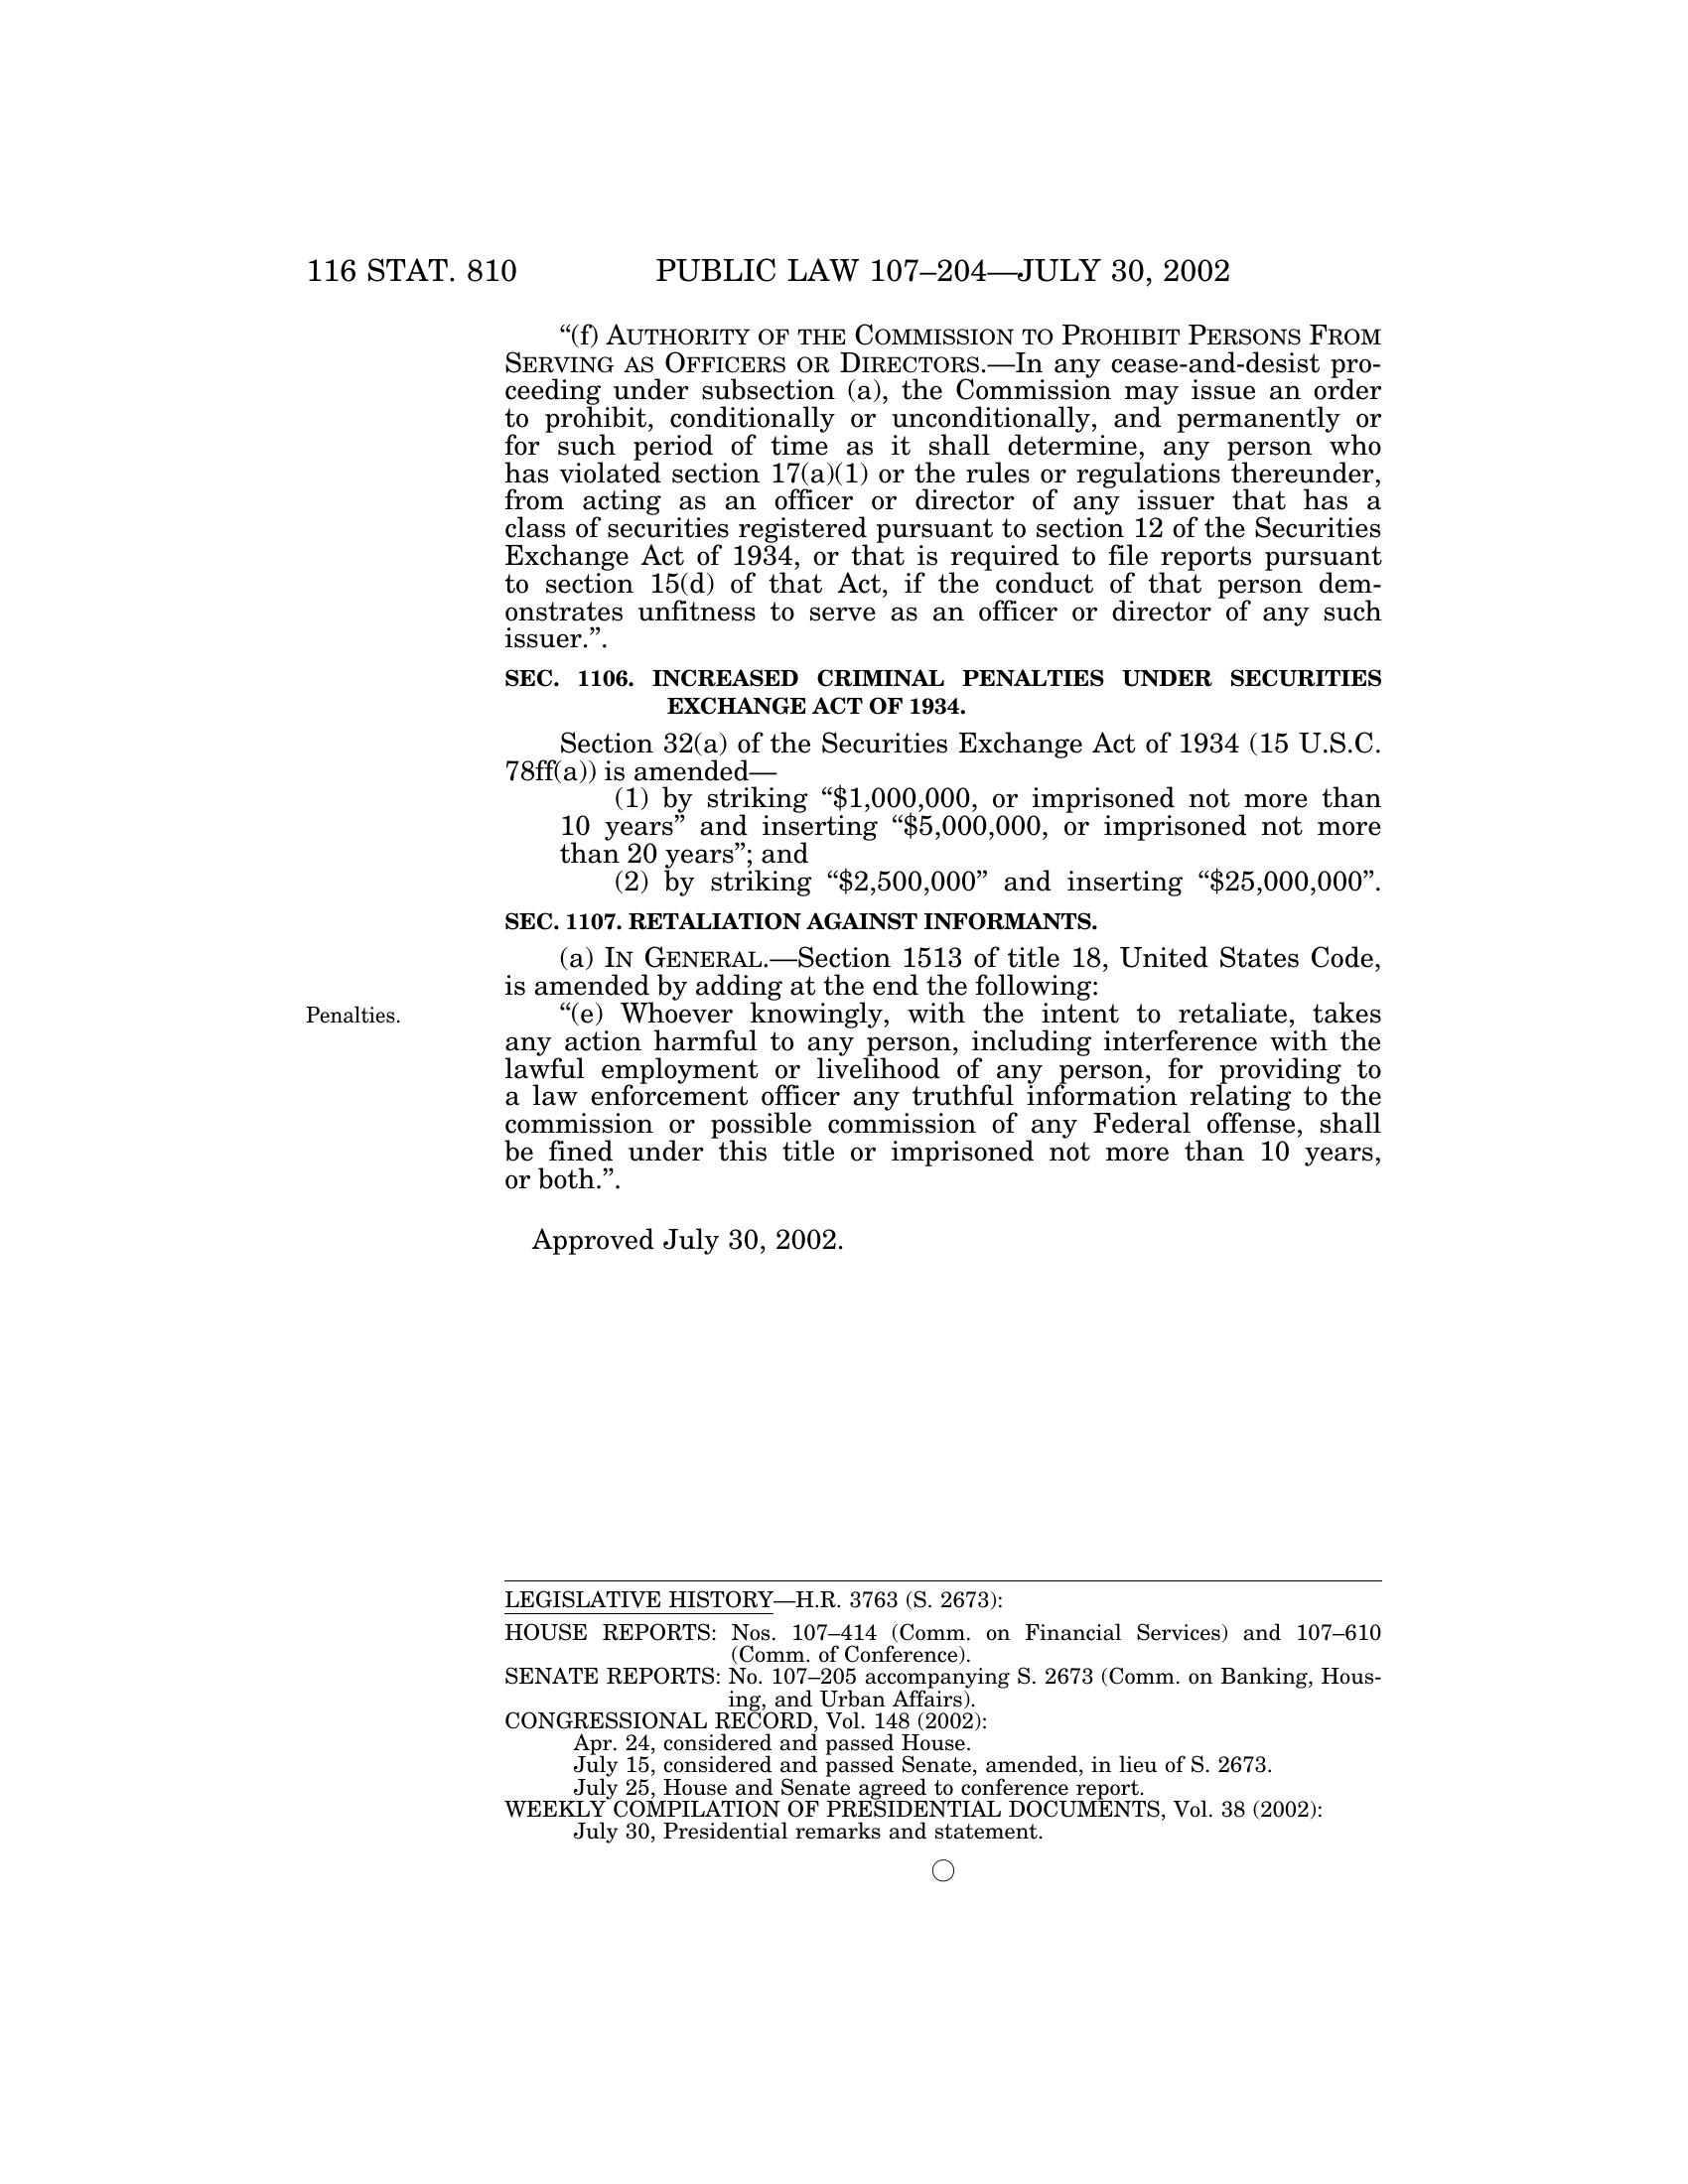 116 STAT. 810 PUBLIC LAW 107–204—JULY 30, 2002
“(f) AUTHORITY OF THE COMMISSION TO PROHIBIT PERSONS FROM
SERVING AS OFFICERS OR DIRECTORS.—In any cease-and-desist pro-
ceeding under subsection (a), the Commission may issue an order
to prohibit, conditionally or unconditionally, and permanently or
for such period of time as it shall determine, any person who
has violated section 17(a)(1) or the rules or regulations thereunder,
from acting as an officer or director of any issuer that has a
class of securities registered pursuant to section 12 of the Securities
Exchange Act of 1934, or that is required to file reports pursuant
to section 15(d) of that Act, if the conduct of that person dem-
onstrates unfitness to serve as an officer or director of any such
issuer.”.
SEC. 1106. INCREASED CRIMINAL PENALTIES UNDER SECURITIES
EXCHANGE ACT OF 1934.
Section 32(a) of the Securities Exchange Act of 1934 (15 U.S.C.
78ff(a)) is amended—
(1) by striking “$1,000,000, or imprisoned not more than
10 years” and inserting “$5,000,000, or imprisoned not more
than 20 years”; and
(2) by striking “$2,500,000” and inserting “$25,000,000”.
SEC. 1107. RETALIATION AGAINST INFORMANTS.
(a) IN GENERAL.—Section 1513 of title 18, United States Code,
is amended by adding at the end the following:
Penalties.
“(e) Whoever knowingly, with the intent to retaliate, takes
any action harmful to any person, including interference with the
lawful employment or livelihood of any person, for providing to
a law enforcement officer any truthful information relating to the
commission or possible commission of any Federal offense, shall
be fined under this title or imprisoned not more than 10 years,
or both.”.
Approved July 30, 2002.
LEGISLATIVE HISTORY—H.R. 3763 (S. 2673):
HOUSE REPORTS: Nos. 107–414 (Comm. on Financial Services) and 107–610
(Comm. of Conference).
SENATE REPORTS: No. 107–205 accompanying S. 2673 (Comm. on Banking, Hous-
ing, and Urban Affairs).
CONGRESSIONAL RECORD, Vol. 148 (2002):
Apr. 24, considered and passed House.
July 15, considered and passed Senate, amended, in lieu of S. 2673.
July 25, House and Senate agreed to conference report.
WEEKLY COMPILATION OF PRESIDENTIAL DOCUMENTS, Vol. 38 (2002):
July 30, Presidential remarks and statement.